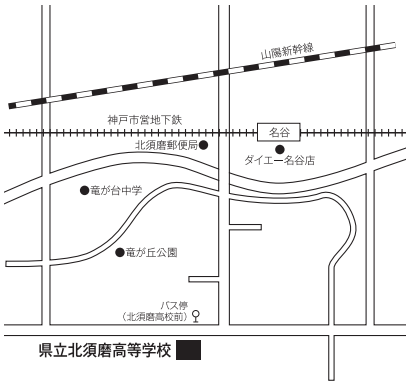 山陽新幹線
神戸市営地下鉄
名谷
北須磨郵便局
ダイエー名谷店
竜が台中学
竜が丘公園
バス停
(北須磨高校前)
県立北須磨高等学校